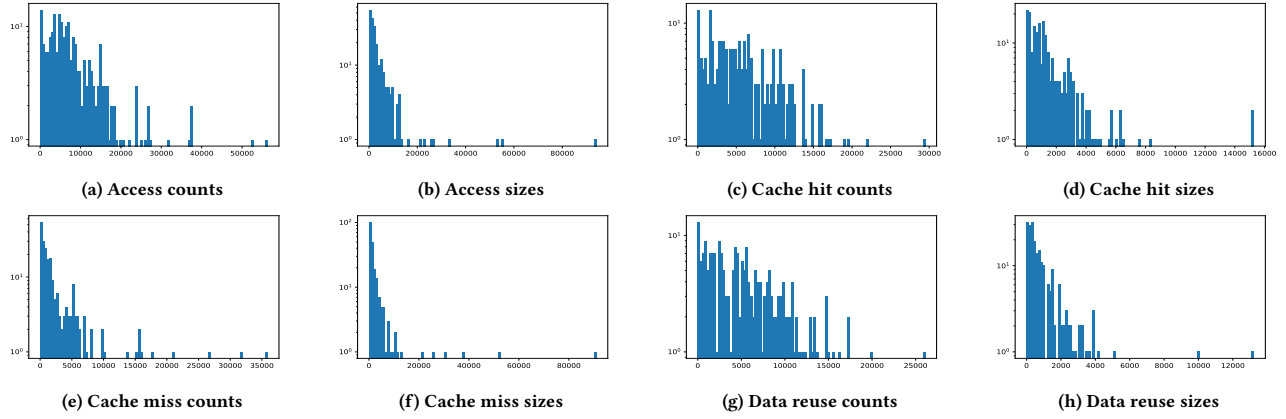 10¹
10⁰
0 10000 20000 30000 40000 50000
(a) Access counts
10¹
10⁰
0 20000 40000 60000 80000
(b) Access sizes
10¹
10⁰
0 5000 10000 15000 20000 25000 30000
(c) Cache hit counts
10¹
10⁰
0 2000 4000 6000 8000 10000 12000 14000 16000
(d) Cache hit sizes
10¹
10⁰
0 5000 10000 15000 20000 25000 30000 35000
(e) Cache miss counts
10²
10¹
10⁰
0 20000 40000 60000 80000
(f) Cache miss sizes
10¹
10⁰
0 5000 10000 15000 20000 25000
(g) Data reuse counts
10¹
10⁰
0 2000 4000 6000 8000 10000 12000
(h) Data reuse sizes